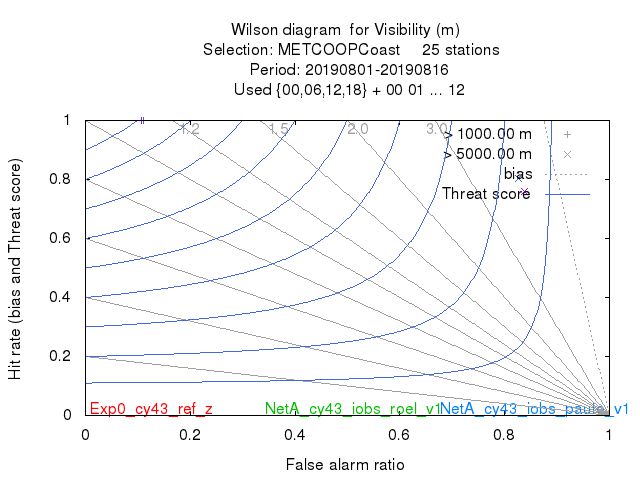 Wilson diagram for Visibility (m)
Selection: METCOOPCoast 25 stations
Period: 20190801-20190816
Used {00,06,12,18} + 00 01 ... 12
1.2 1.5 2.0 3.0
> 1000.00 m
> 5000.00 m
bias
Threat score
Hit rate (bias and Threat score)
1
0.8
0.6
0.4
0.2
0
Exp0_cy43_ref_z NetA_cy43_iobs_roel_v1 NetA_cy43_iobs_paulo_v1
0 0.2 0.4 0.6 0.8 1
False alarm ratio